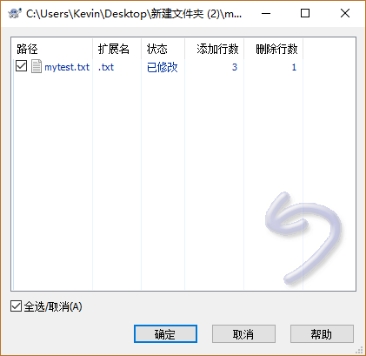 C:\Users\Kevin\Desktop\新建文件夹 (2)\m...
路径 扩展名 状态 添加行数 删除行数
mytest.txt .txt 已修改 3 1
全选/取消(A)
确定 取消 帮助